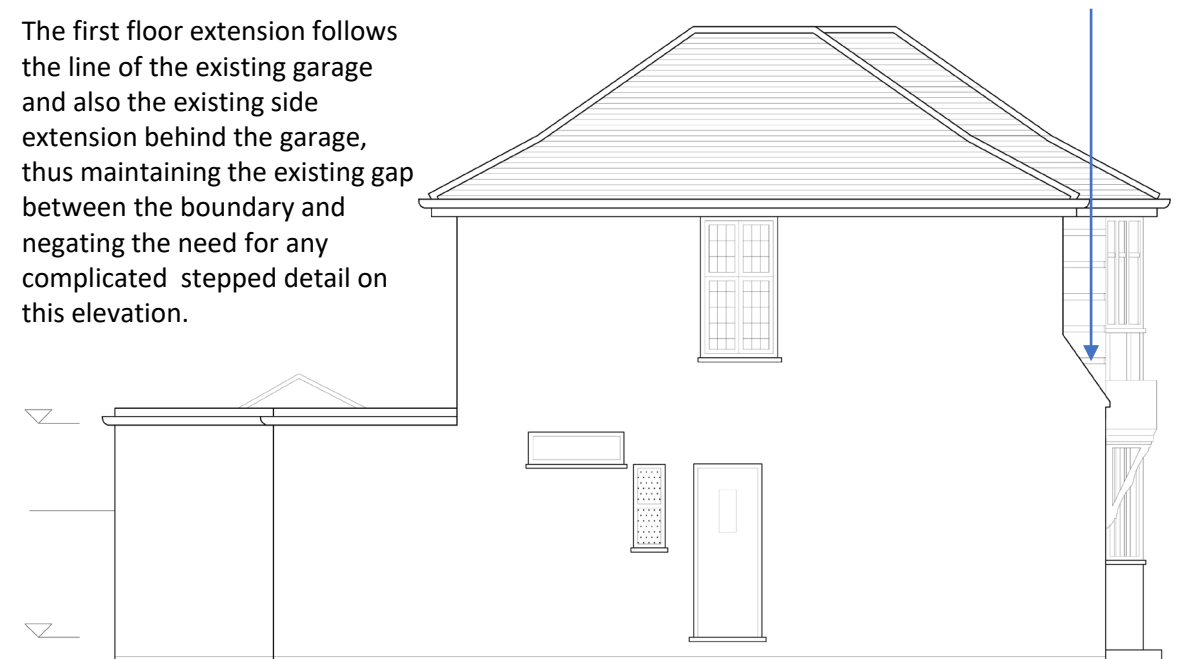 The first floor extension follows
the line of the existing garage
and also the existing side
extension behind the garage,
thus maintaining the existing gap
between the boundary and
negating the need for any
complicated  stepped detail on
this elevation.